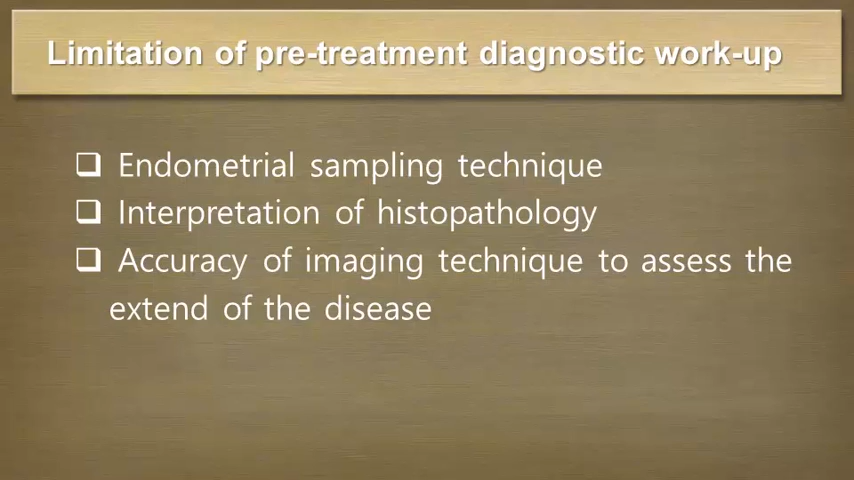 Limitation of pre-treatment diagnostic work-up
❑ Endometrial sampling technique
❑ Interpretation of histopathology
❑ Accuracy of imaging technique to assess the
extend of the disease